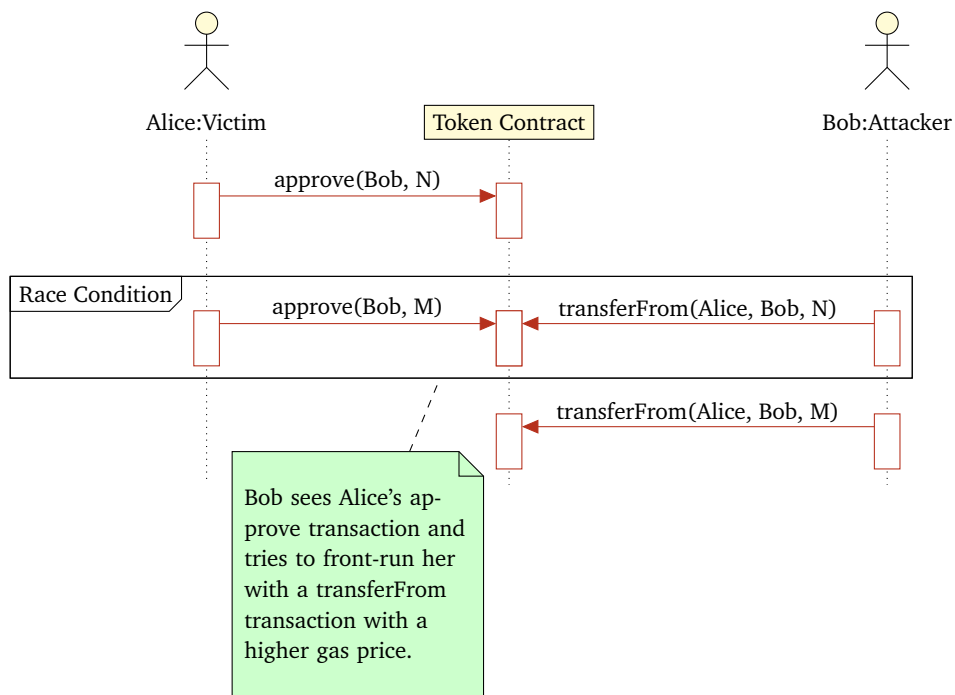 Alice:Victim
Token Contract
Bob:Attacker
approve(Bob, N)
Race Condition
approve(Bob, M)
transferFrom(Alice, Bob, N)
transferFrom(Alice, Bob, M)
Bob sees Alice’s ap-
prove transaction and
tries to front-run her
with a transferFrom
transaction with a
higher gas price.